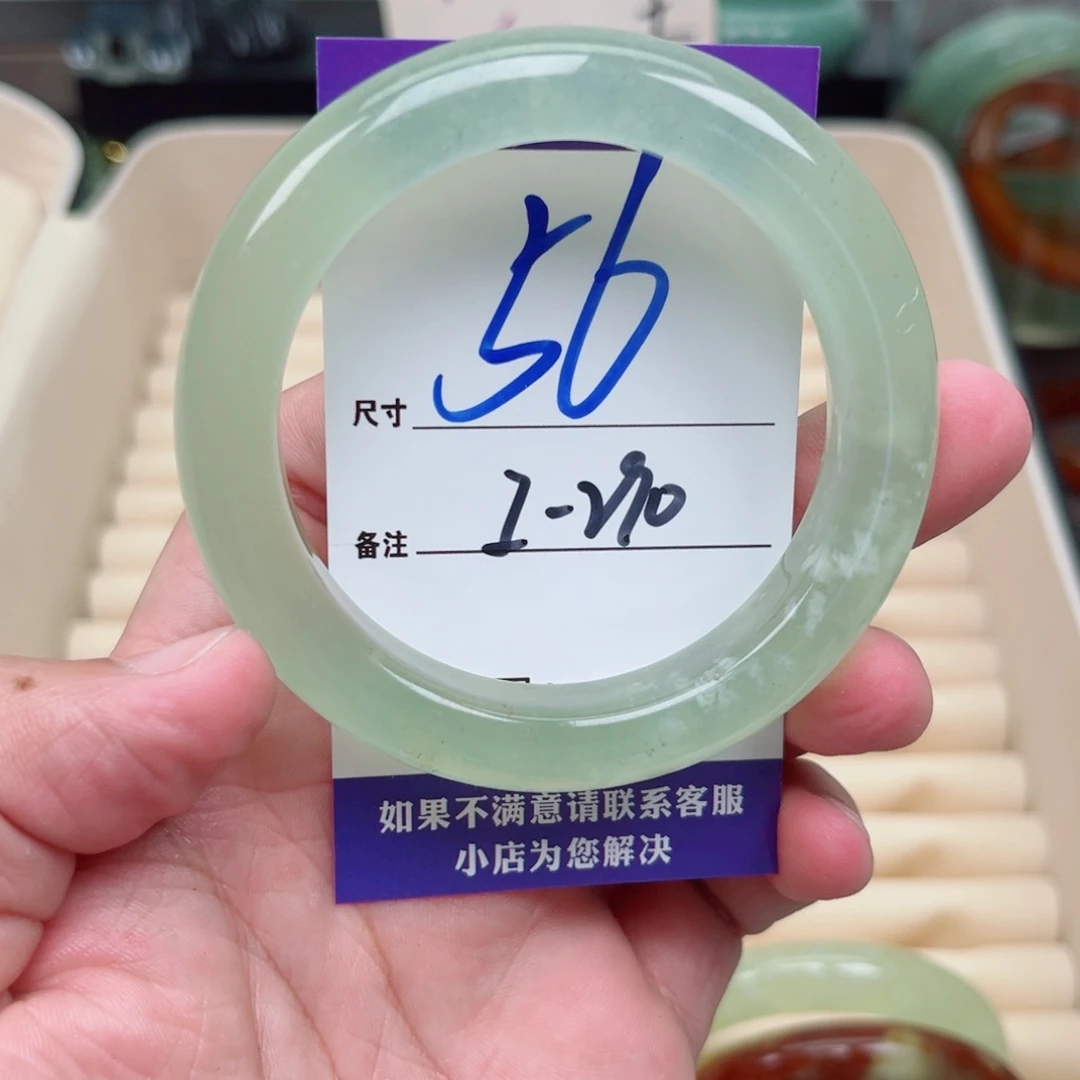 尺寸 56
备注 I-270
如果不满意请联系客服
小店为您解决